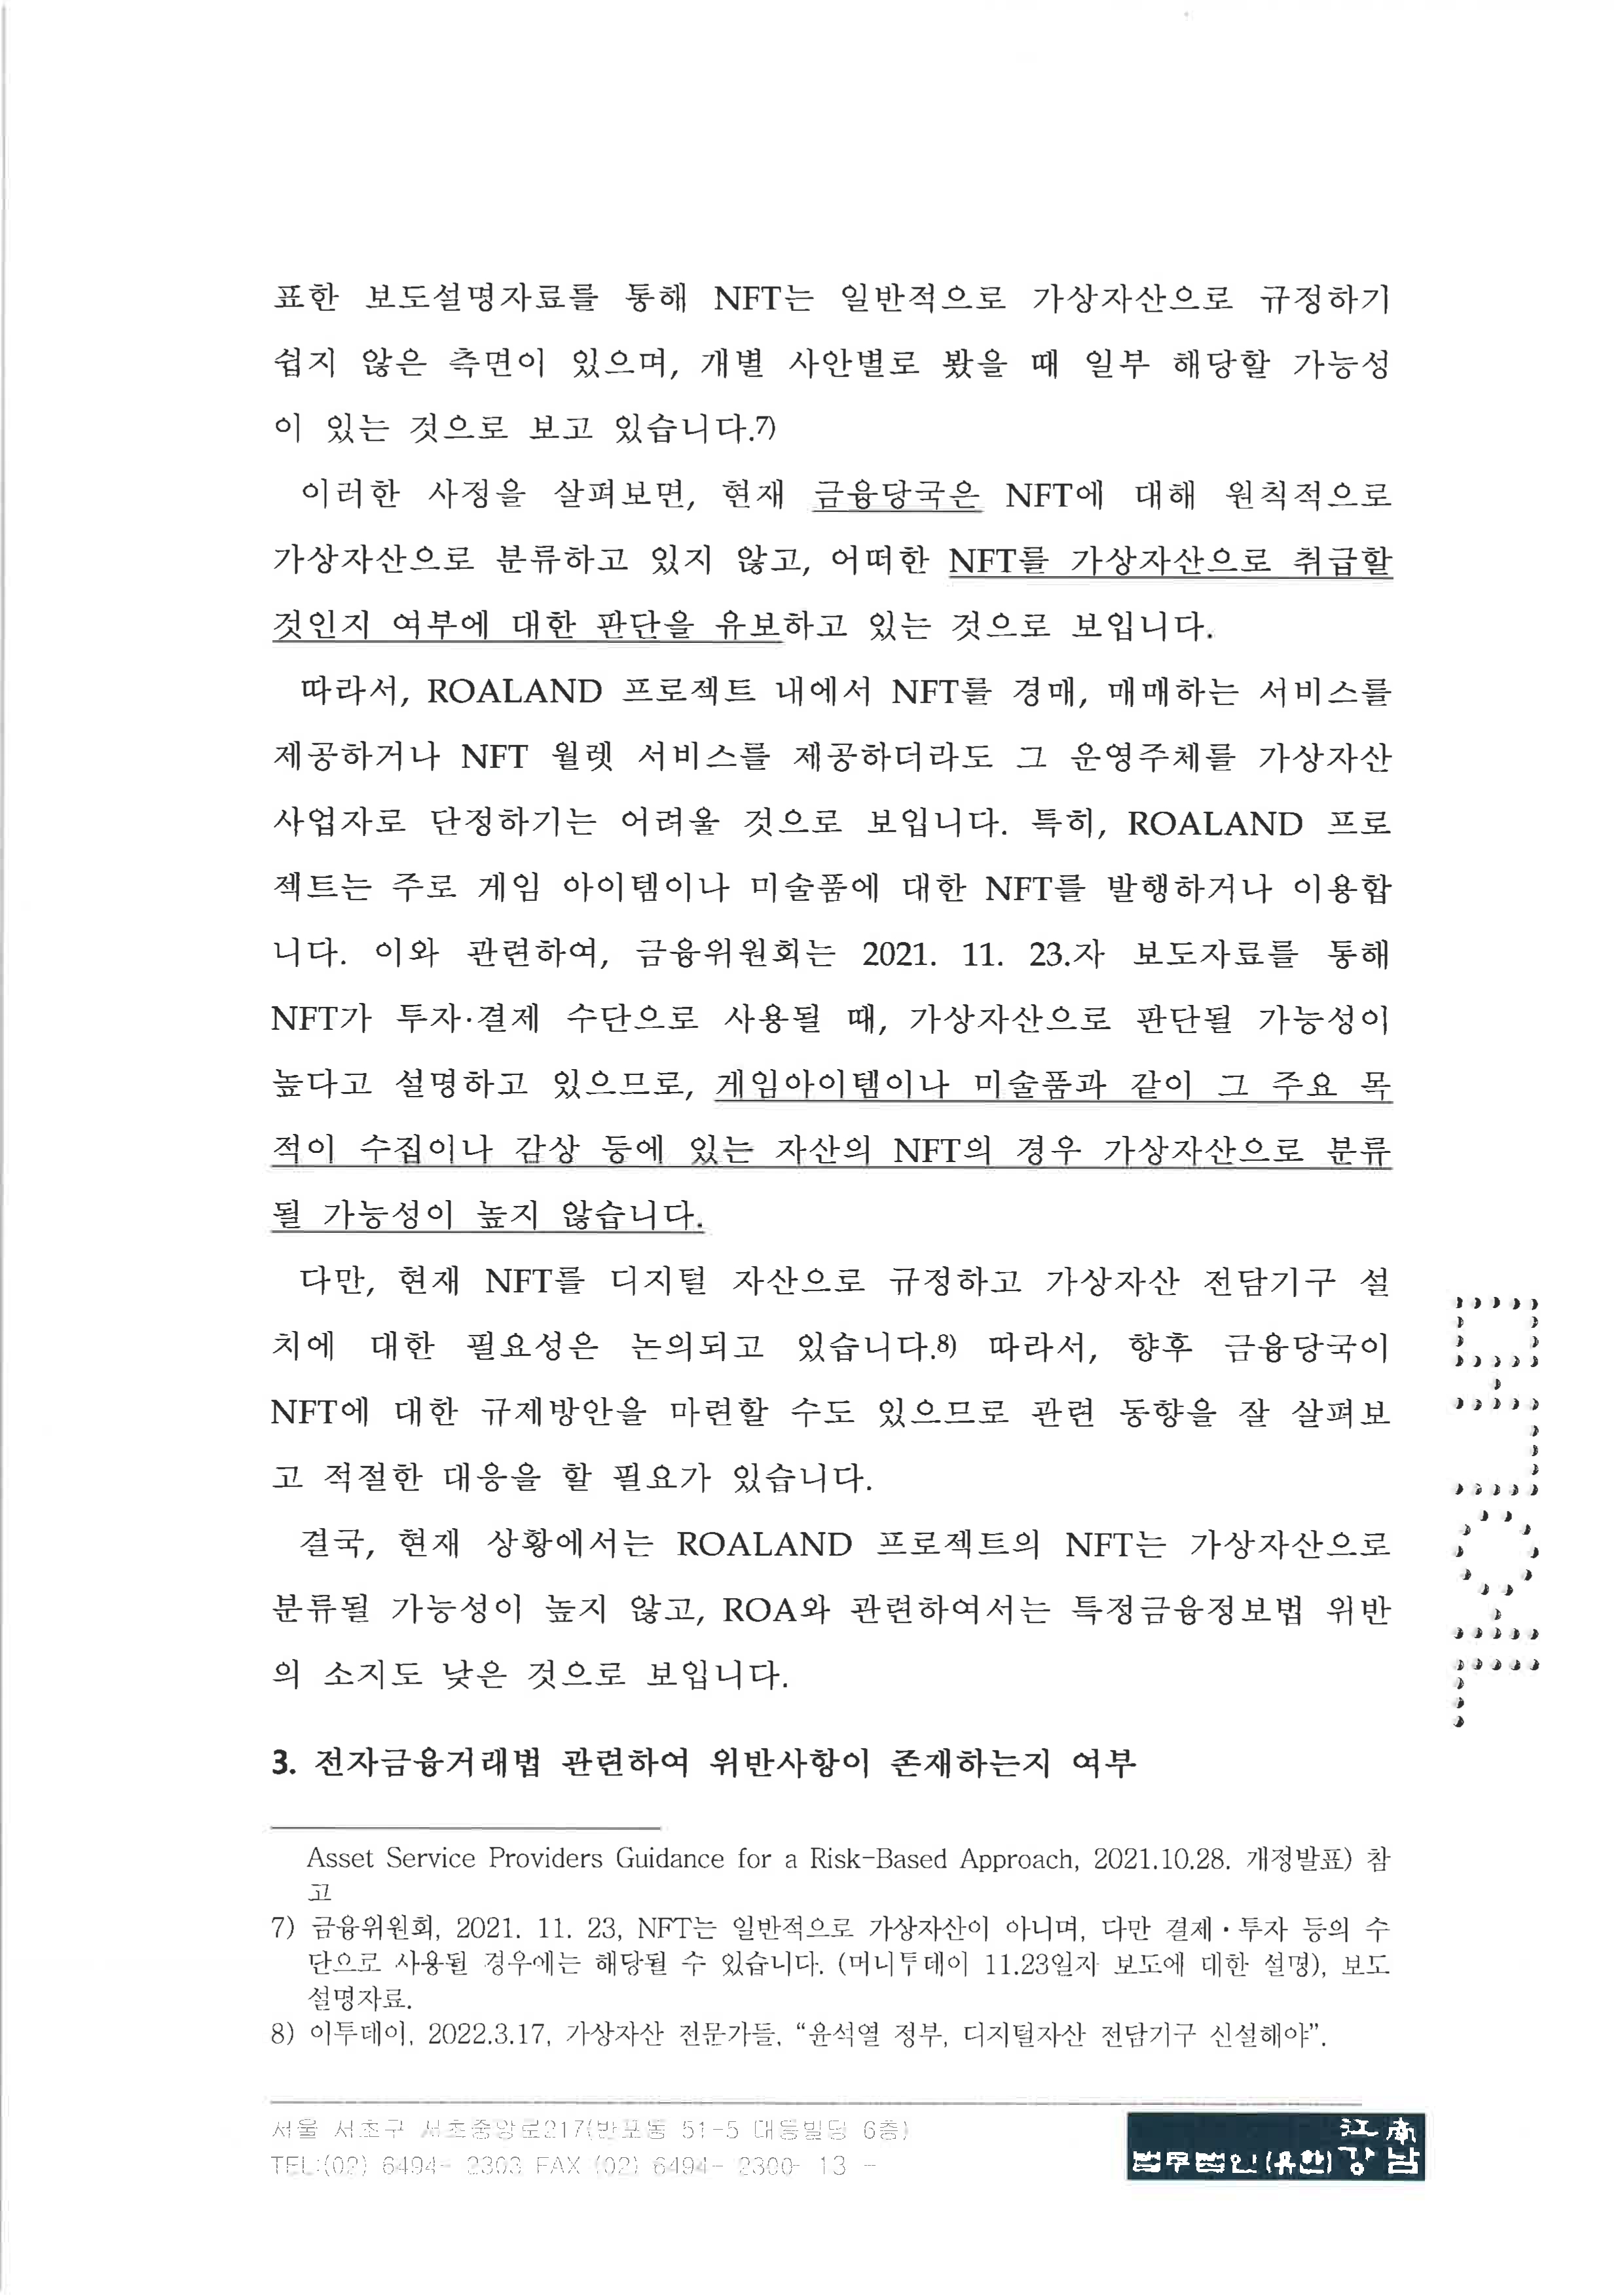 표한 보도설명자료를 통해 NFT는 일반적으로 가상자산으로 규정하기
쉽지 않은 측면이 있으며, 개별 사안별로 봤을 때 일부 해당할 가능성
이 있는 것으로 보고 있습니다.7)
이러한 사정을 살펴보면, 현재 금융당국은 NFT에 대해 원칙적으로
가상자산으로 분류하고 있지 않고, 어떠한 NFT를 가상자산으로 취급할
것인지 여부에 대한 판단을 유보하고 있는 것으로 보입니다.
따라서, ROALAND 프로젝트 내에서 NFT를 경매, 매매하는 서비스를
제공하거나 NFT 월렛 서비스를 제공하더라도 그 운영주체를 가상자산
사업자로 단정하기는 어려울 것으로 보입니다. 특히, ROALAND 프로
젝트는 주로 게임 아이템이나 미술품에 대한 NFT를 발행하거나 이용합
니다. 이와 관련하여, 금융위원회는 2021. 11. 23.자 보도자료를 통해
NFT가 투자·결제 수단으로 사용될 때, 가상자산으로 판단될 가능성이
높다고 설명하고 있으므로, 게임아이템이나 미술품과 같이 그 주요 목
적이 수집이나 감상 등에 있는 자산의 NFT의 경우 가상자산으로 분류
될 가능성이 높지 않습니다.
다만, 현재 NFT를 디지털 자산으로 규정하고 가상자산 전담기구 설
치에 대한 필요성은 논의되고 있습니다.8) 따라서, 향후 금융당국이
NFT에 대한 규제방안을 마련할 수도 있으므로 관련 동향을 잘 살펴보
고 적절한 대응을 할 필요가 있습니다.
결국, 현재 상황에서는 ROALAND 프로젝트의 NFT는 가상자산으로
분류될 가능성이 높지 않고, ROA와 관련하여서는 특정금융정보법 위반
의 소지도 낮은 것으로 보입니다.
3. 전자금융거래법 관련하여 위반사항이 존재하는지 여부
Asset Service Providers Guidance for a Risk-Based Approach, 2021.10.28. 개정발표) 참
고
7) 금융위원회, 2021. 11. 23, NFT는 일반적으로 가상자산이 아니며, 다만 결제·투자 등의 수
단으로 사용될 경우에는 해당될 수 있습니다. (머니투데이 11.23일자 보도에 대한 설명), 보도
설명자료.
8) 이투데이, 2022.3.17, 가상자산 전문가들, “윤석열 정부, 디지털자산 전담기구 신설해야”.
서울 서초구 서초중앙로217(반포동 51-5 대등빌딩 6층)
TEL:(02) 6494- 2303 FAX (02) 6494- 2300- 13 -
江南
법무법인(유한) 강남